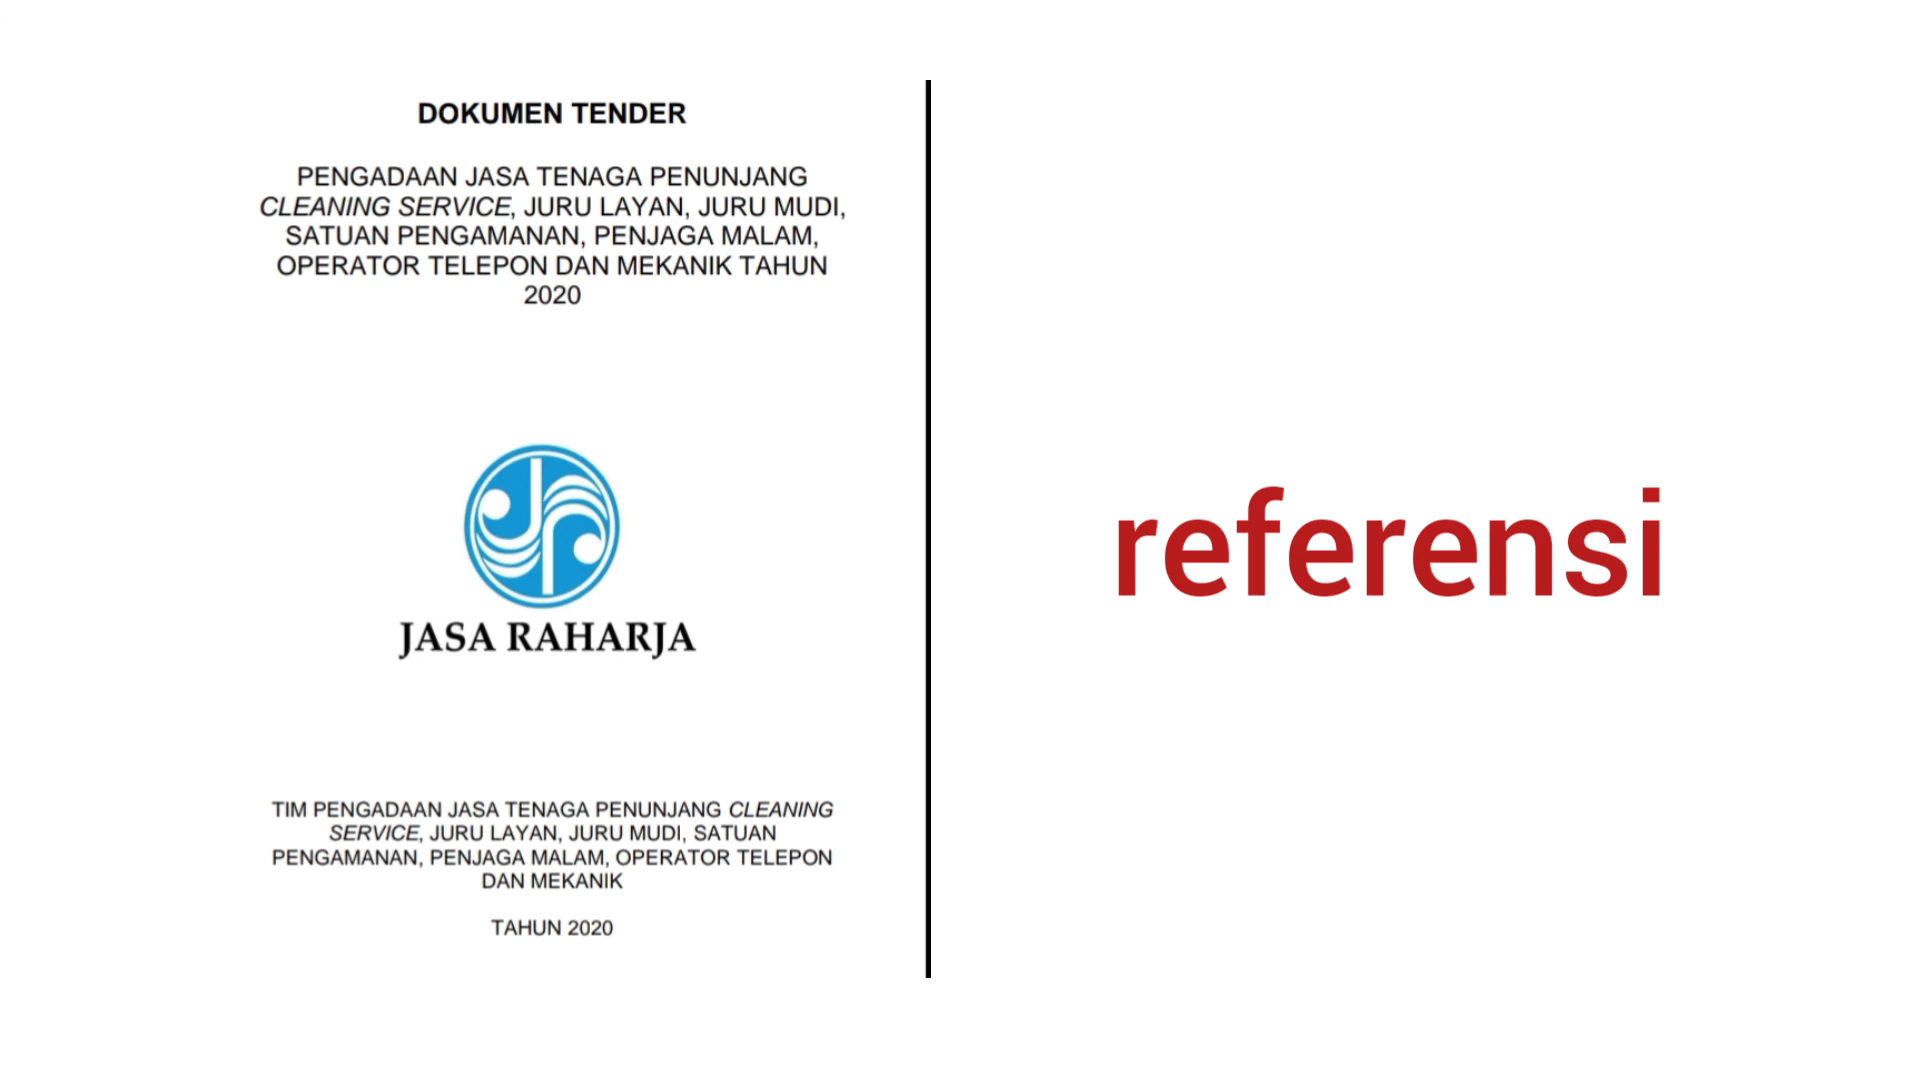 DOKUMEN TENDER
PENGADAAN JASA TENAGA PENUNJANG
CLEANING SERVICE, JURU LAYAN, JURU MUDI,
SATUAN PENGAMANAN, PENJAGA MALAM,
OPERATOR TELEPON DAN MEKANIK TAHUN
2020
JASA RAHARJA
TIM PENGADAAN JASA TENAGA PENUNJANG CLEANING
SERVICE, JURU LAYAN, JURU MUDI, SATUAN
PENGAMANAN, PENJAGA MALAM, OPERATOR TELEPON
DAN MEKANIK
TAHUN 2020
referensi